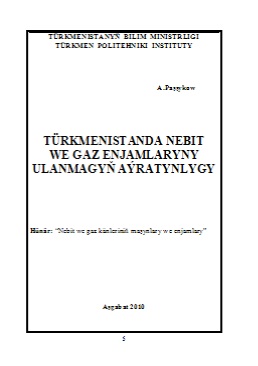 TÜRKMENISTANYŇ BILIM MINISTRLIGI
TÜRKMEN POLITEHNIKI INSTITUTY
A.Paşykow
TÜRKMENISTANDA NEBIT
WE GAZ ENJAMLARYNY
ULANMAGYŇ AÝRATYNLYGY
Hünär: "Nebit we gaz känleriniň maşynlary we enjamlary"
Aşgabat 2010
5